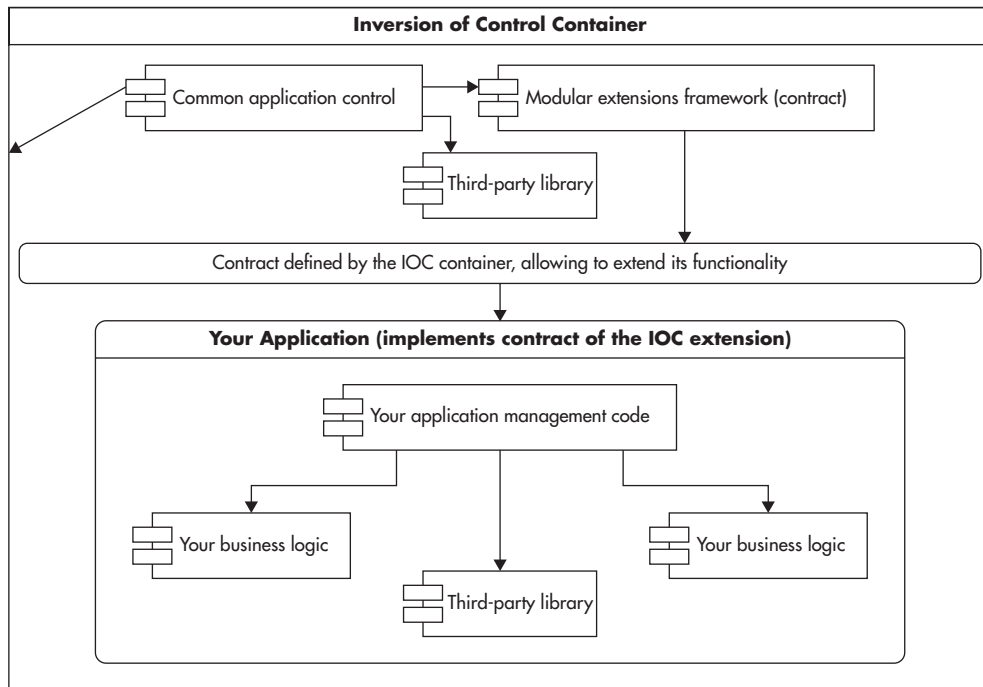 Inversion of Control Container
Common application control
Modular extensions framework (contract)
Third-party library
Contract defined by the IOC container, allowing to extend its functionality
Your Application (implements contract of the IOC extension)
Your application management code
Your business logic
Your business logic
Third-party library